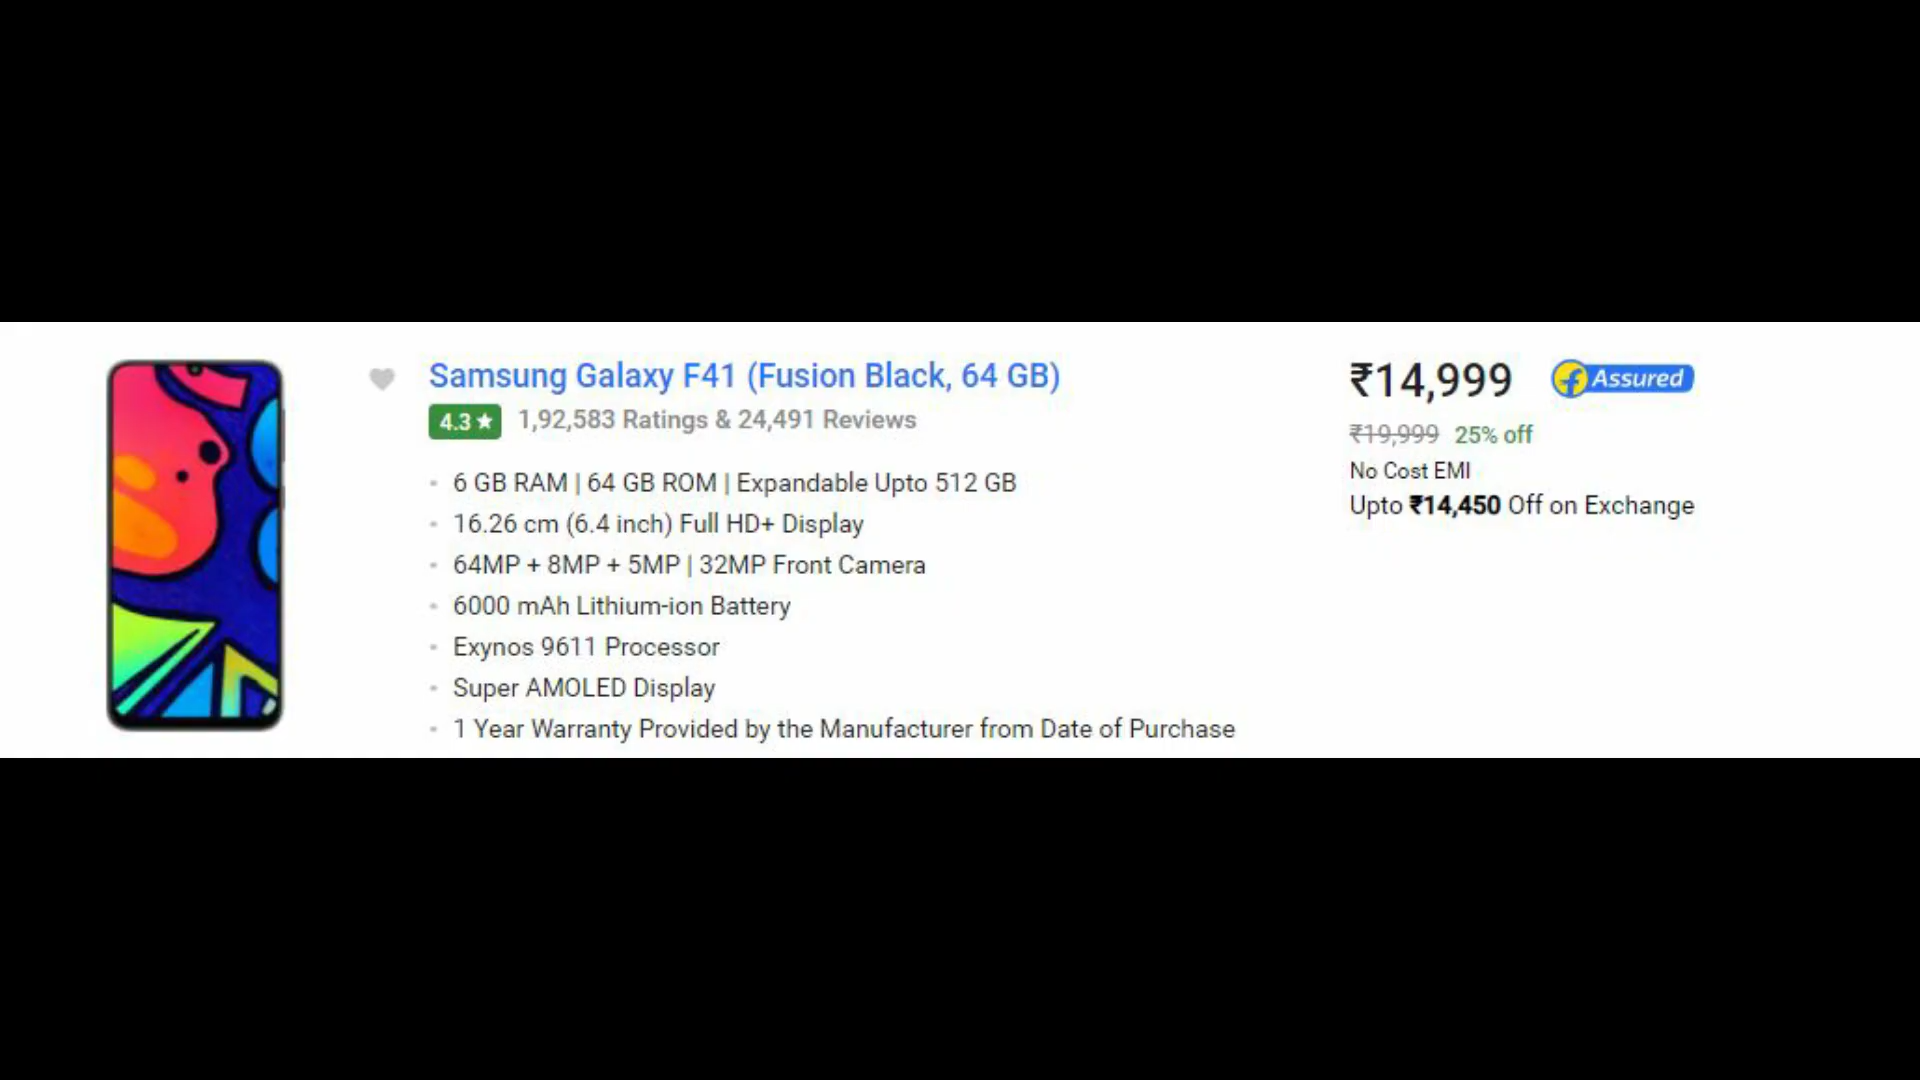 Samsung Galaxy F41 (Fusion Black, 64 GB)
4.3★ 1,92,583 Ratings & 24,491 Reviews
6 GB RAM | 64 GB ROM | Expandable Upto 512 GB
16.26 cm (6.4 inch) Full HD+ Display
64MP + 8MP + 5MP | 32MP Front Camera
6000 mAh Lithium-ion Battery
Exynos 9611 Processor
Super AMOLED Display
1 Year Warranty Provided by the Manufacturer from Date of Purchase
₹14,999 f Assured
₹19,999 25% off
No Cost EMI
Upto ₹14,450 Off on Exchange